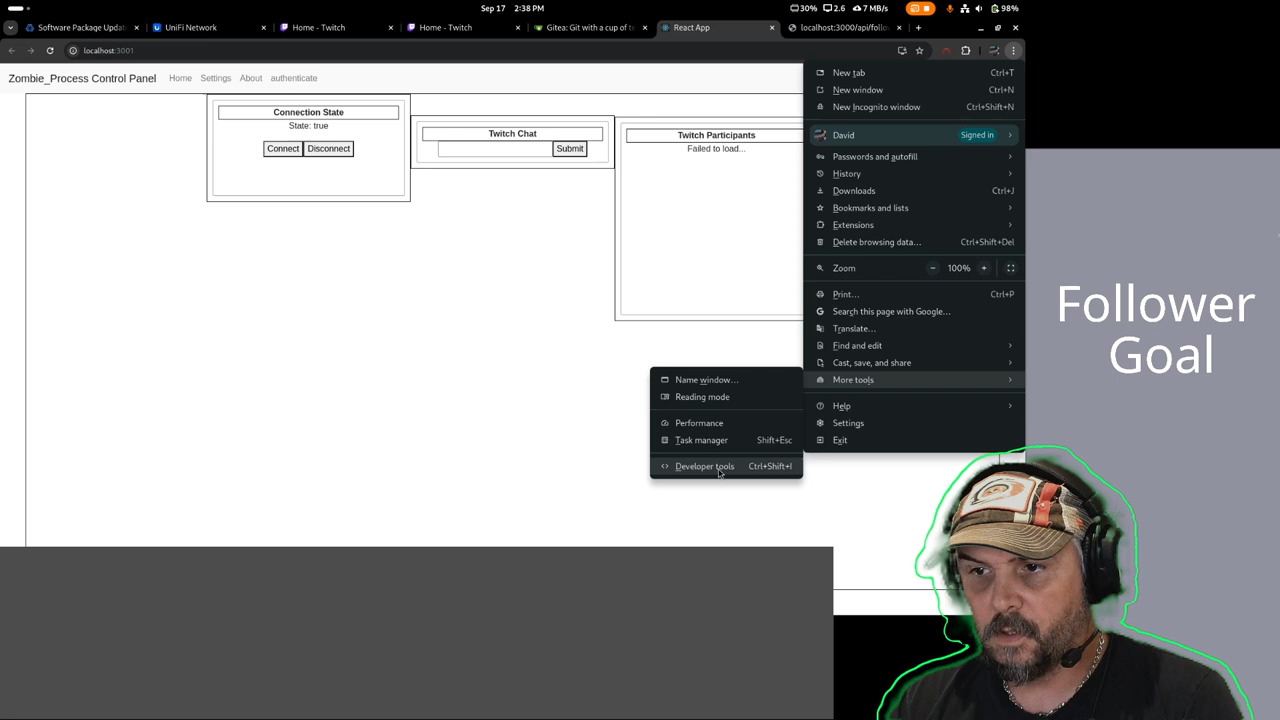 Sep 17 2:38 PM
30% 2.6 7 MB/s 98%
Software Package Updat
UniFi Network
Home - Twitch
Home - Twitch
Gitea: Git with a cup of te
React App
localhost:3000/api/follow
localhost:3001
Zombie_Process Control Panel Home Settings About authenticate
Connection State
State: true
Connect Disconnect
Twitch Chat
Submit
Twitch Participants
Failed to load...
New tab Ctrl+T
New window Ctrl+N
New Incognito window Ctrl+Shift+N
David Signed in
Passwords and autofill
History
Downloads Ctrl+J
Bookmarks and lists
Extensions
Delete browsing data... Ctrl+Shift+Del
Zoom 100%
Print... Ctrl+P
Search this page with Google...
Translate...
Find and edit
Cast, save, and share
More tools
Help
Settings
Exit
Name window...
Reading mode
Performance
Task manager Shift+Esc
Developer tools Ctrl+Shift+I
Follower
Goal